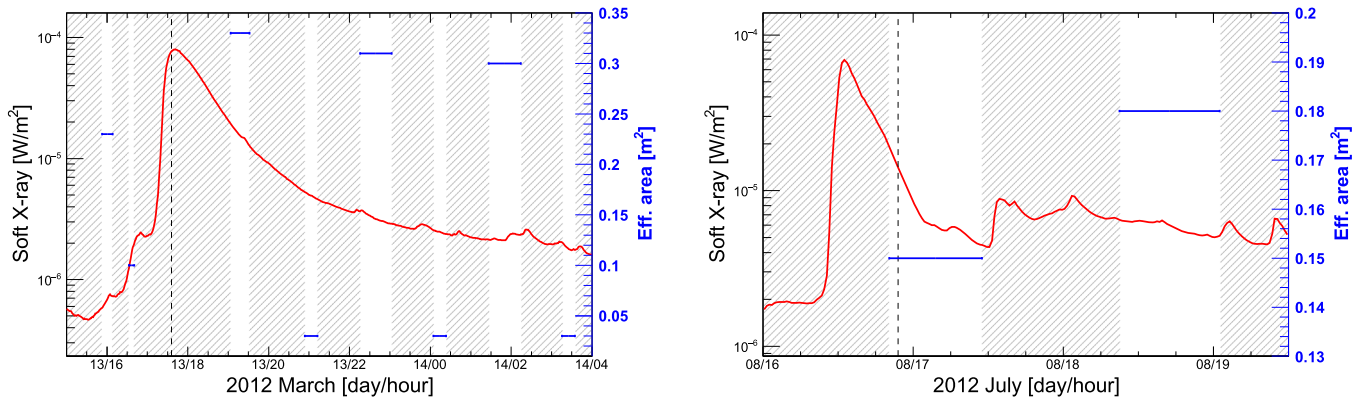 Soft X-ray [W/m²]
10⁻⁴
10⁻⁵
10⁻⁶
13/16 13/18 13/20 13/22 14/00 14/02 14/04
2012 March [day/hour]
0.35
0.3
0.25
0.2
0.15
0.1
0.05
Eff. area [m²]
Soft X-ray [W/m²]
10⁻⁴
10⁻⁵
10⁻⁶
08/16 08/17 08/18 08/19
2012 July [day/hour]
0.2
0.19
0.18
0.17
0.16
0.15
0.14
0.13
Eff. area [m²]